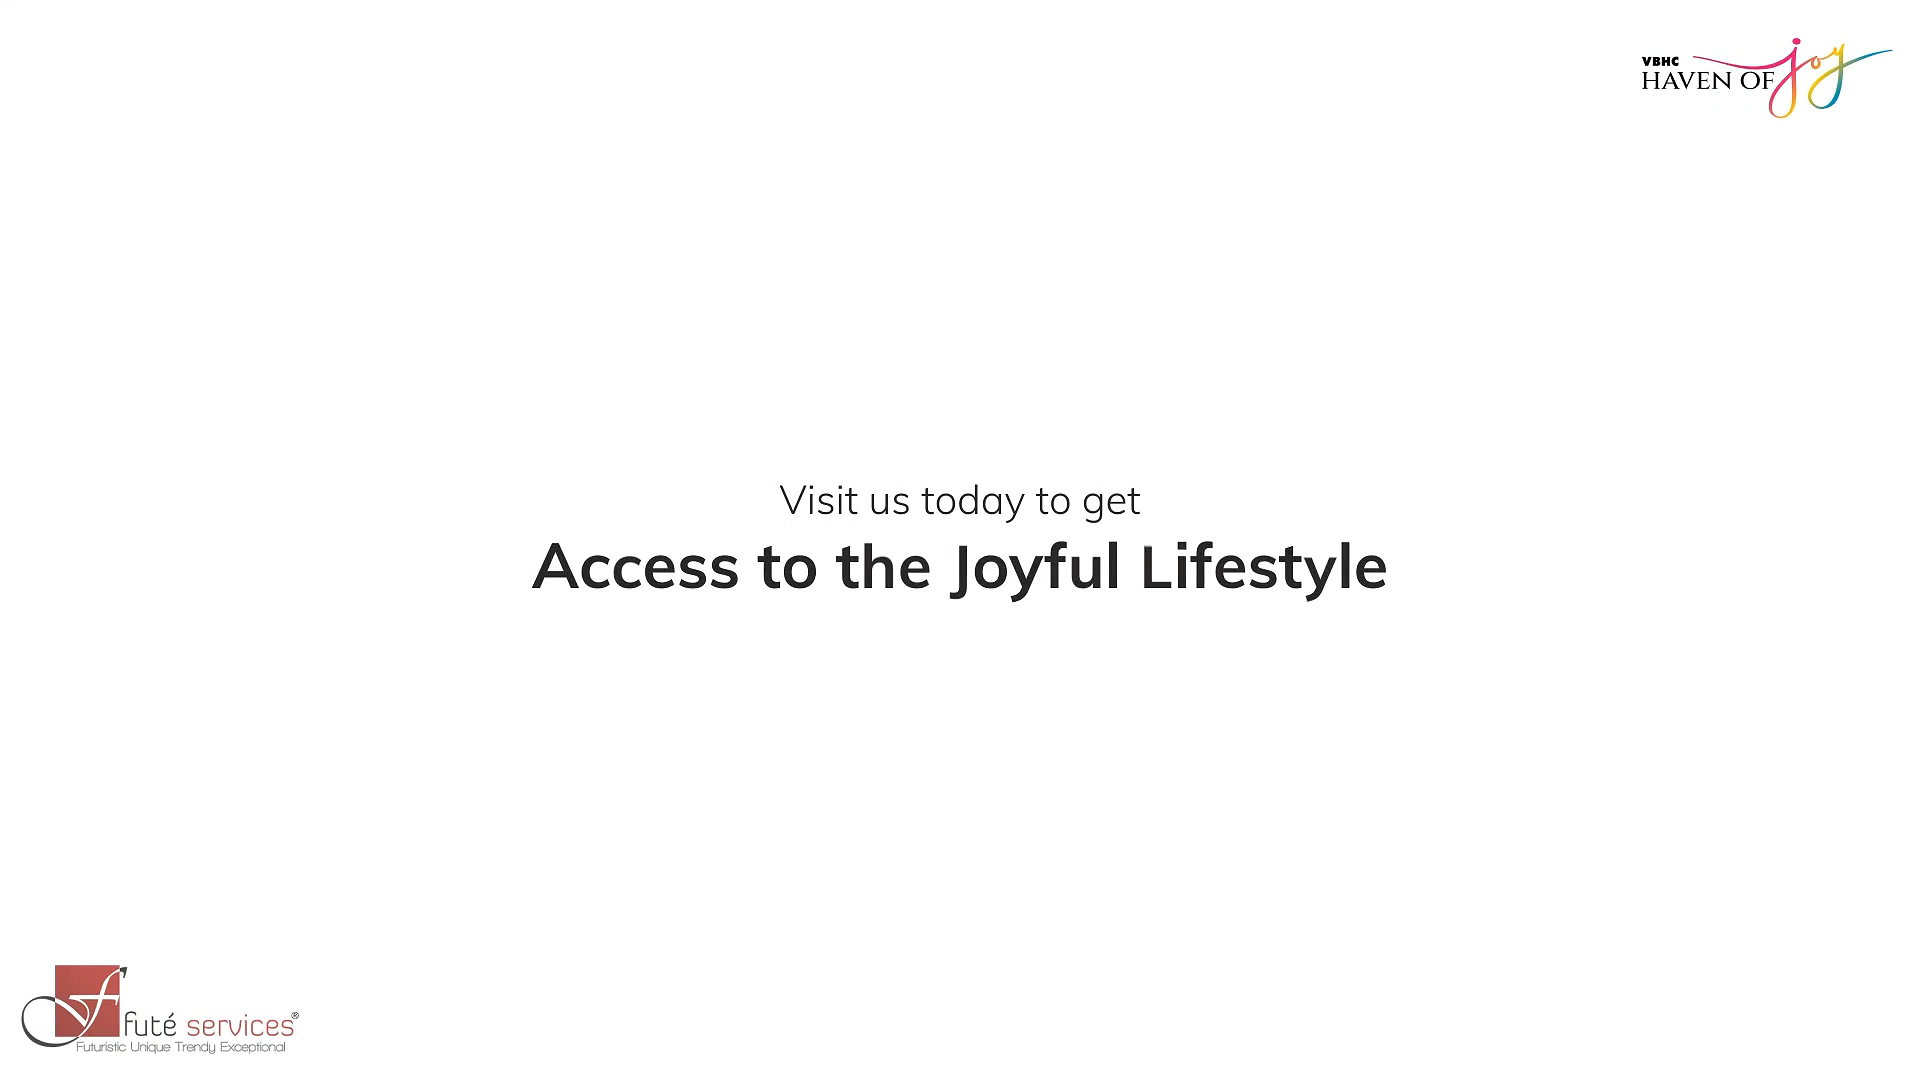 VBHC
HAVEN OF joy
Visit us today to get
Access to the Joyful Lifestyle
f
futé services®
Futuristic Unique Trendy Exceptional